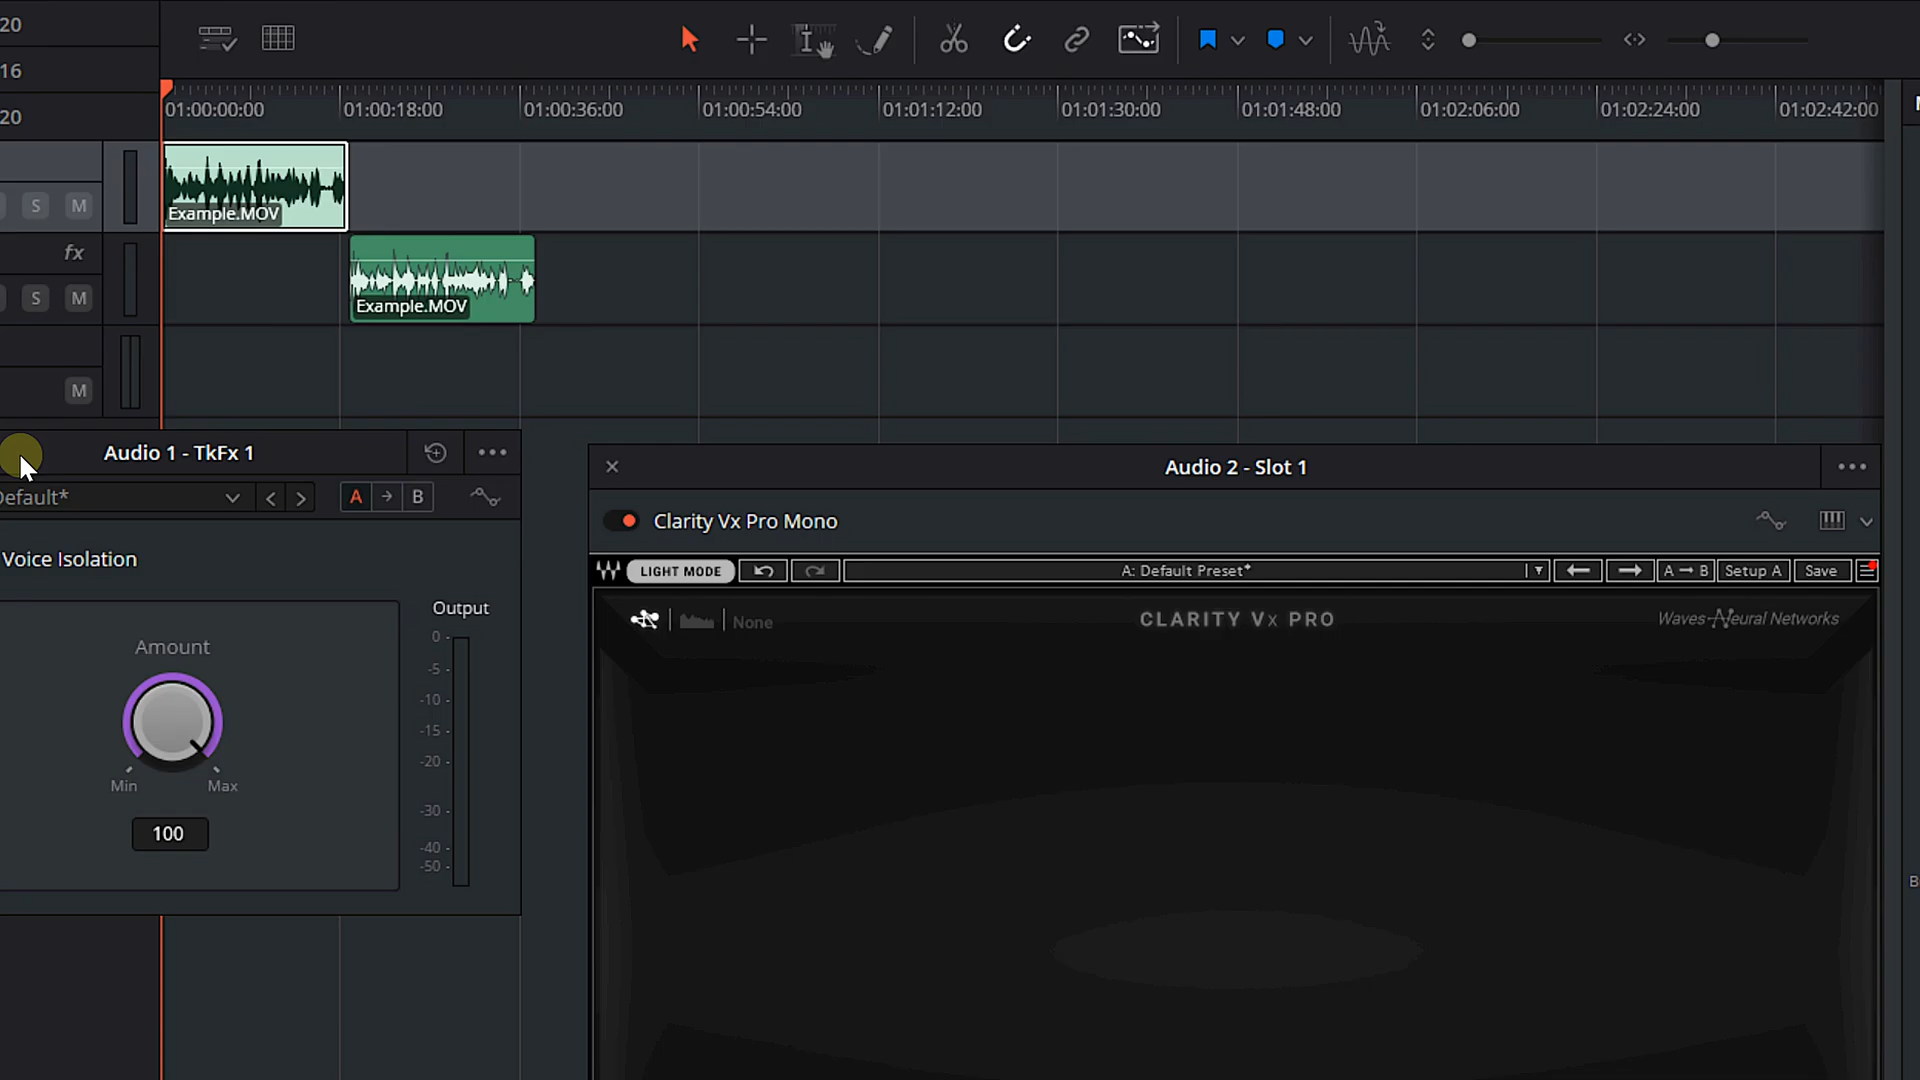 20
16
20
01:00:00:00 01:00:18:00 01:00:36:00 01:00:54:00 01:01:12:00 01:01:30:00 01:01:48:00 01:02:06:00 01:02:24:00 01:02:42:00
S M
Example.MOV
fx
S M
Example.MOV
M
Audio 1 - TkFx 1
Default*
A B
Voice Isolation
Output
Amount
Min Max
100
0
-5
-10
-15
-20
-30
-40
-50
Audio 2 - Slot 1
Clarity Vx Pro Mono
LIGHT MODE
A: Default Preset*
A → B
Setup A
Save
None
CLARITY Vx PRO
Waves Neural Networks
B